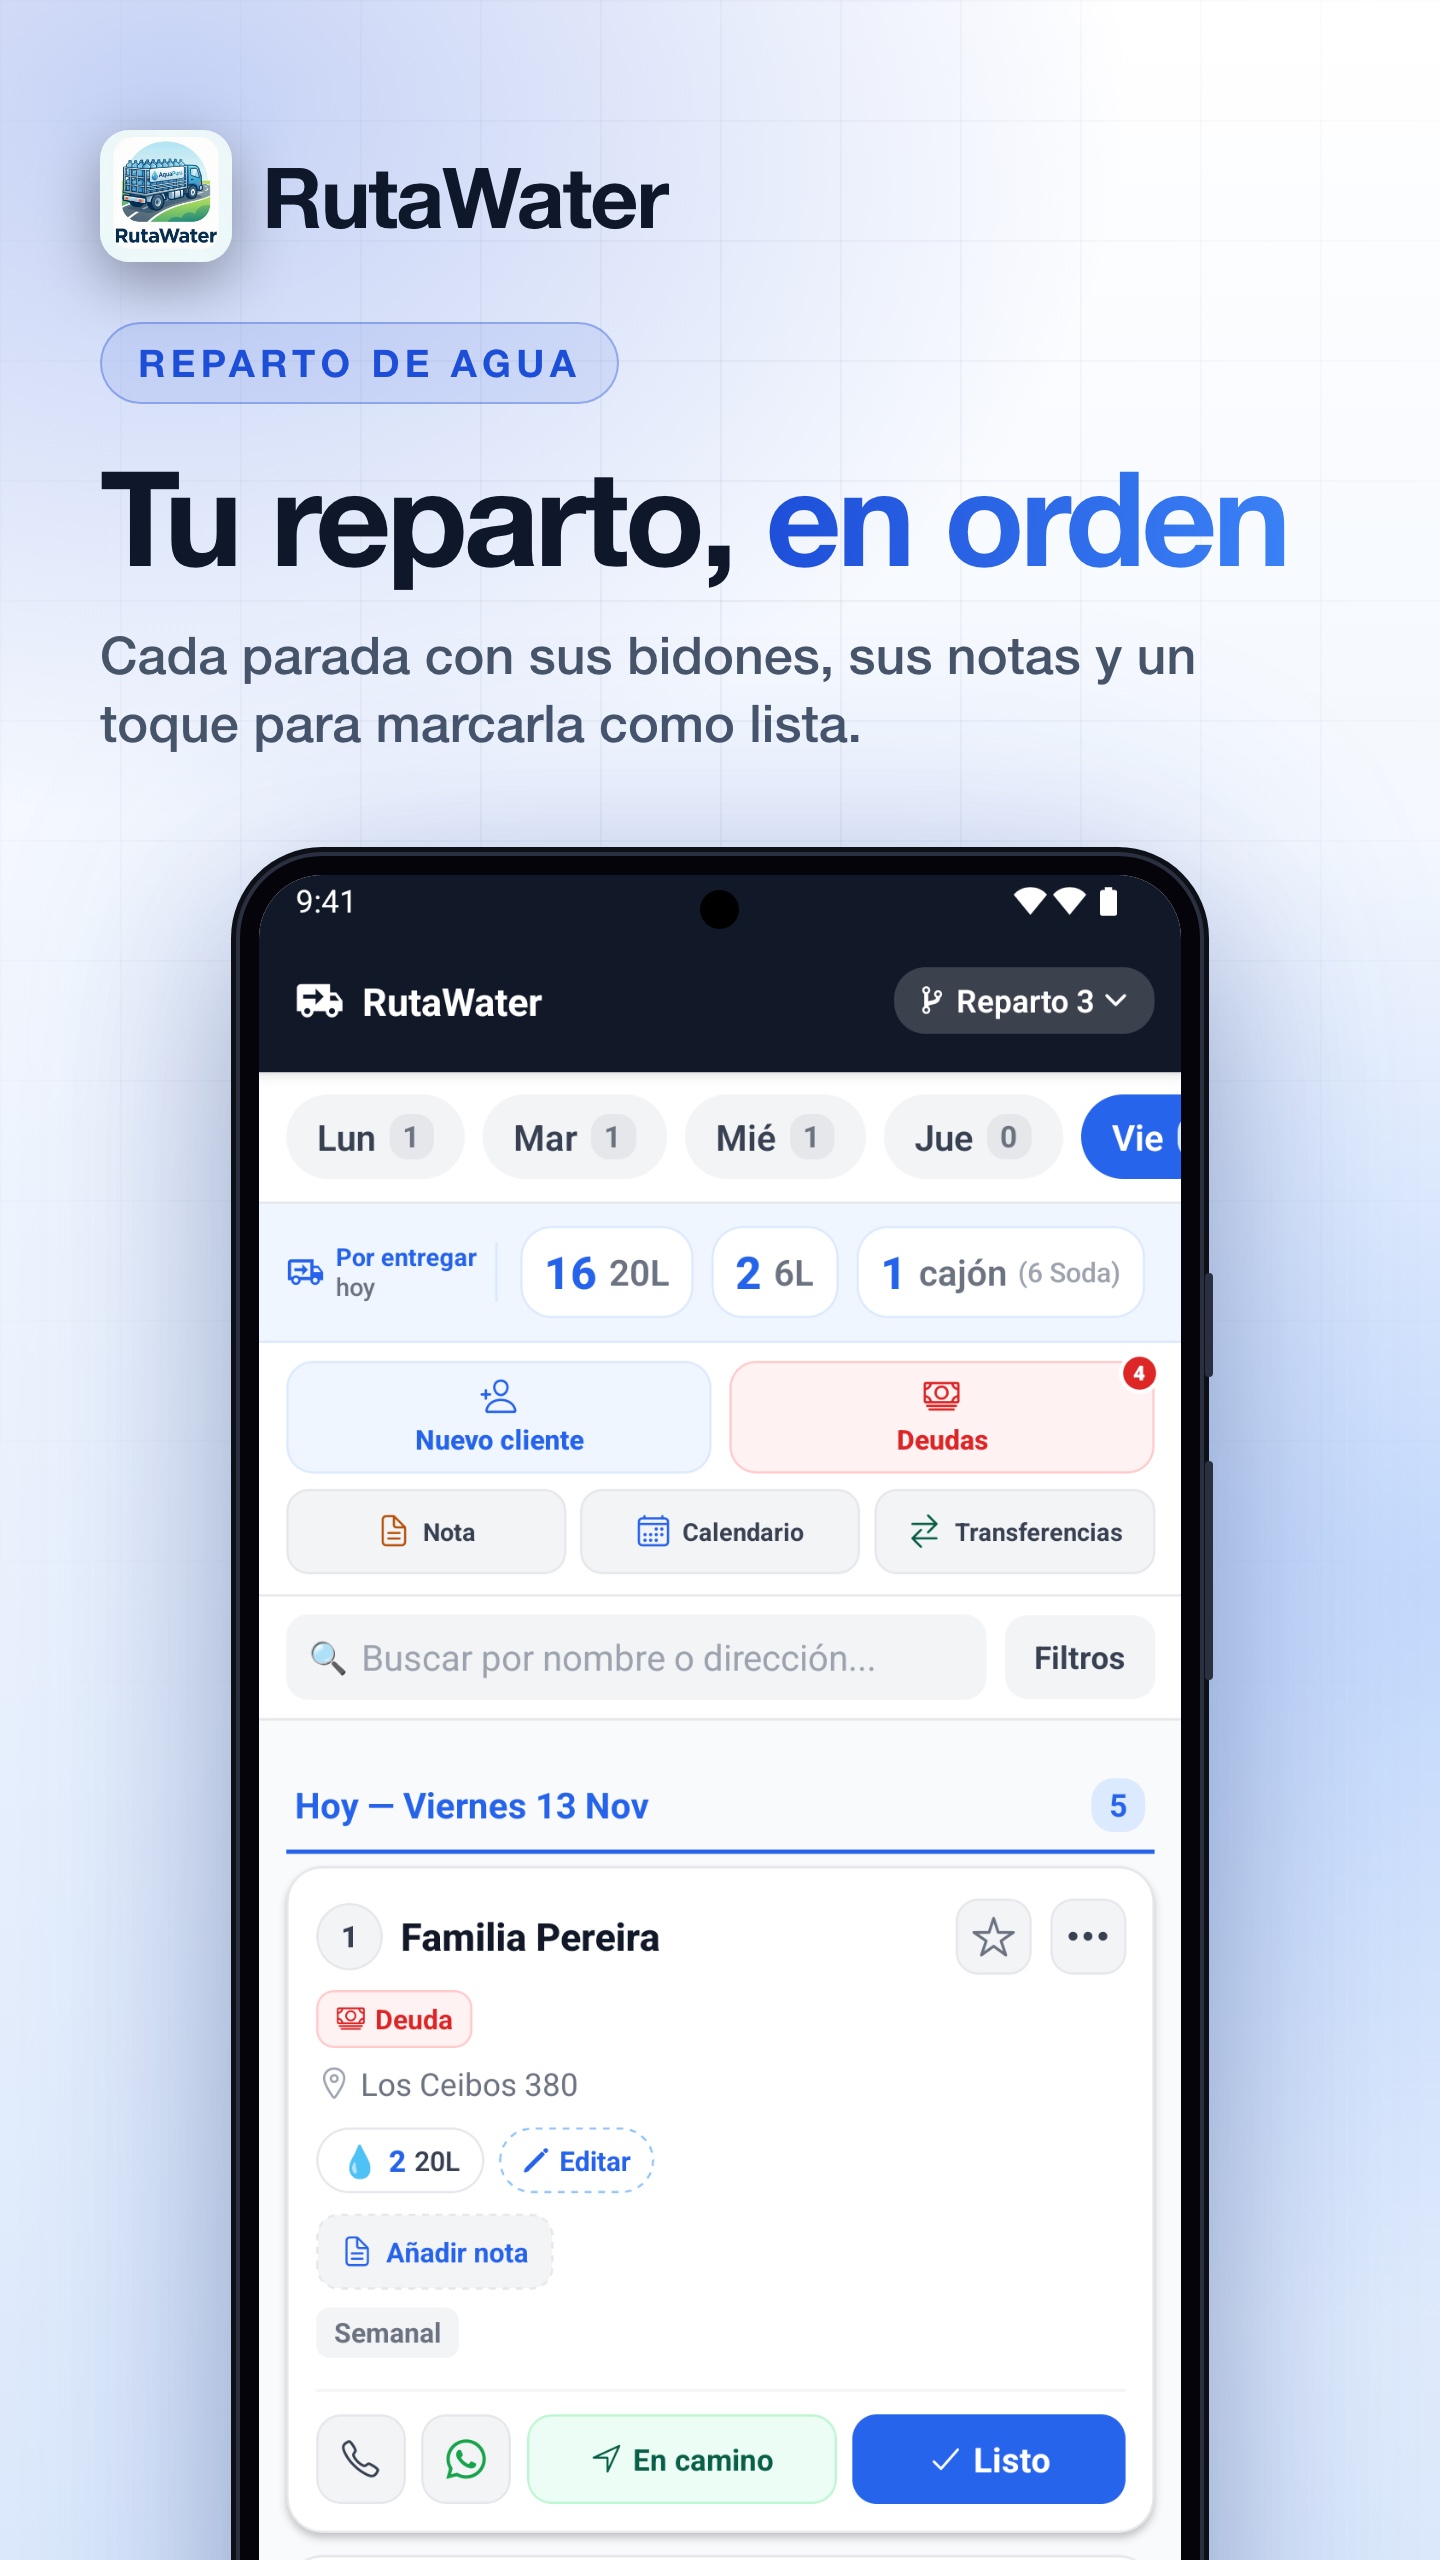 AquaPura
RutaWater
RutaWater
REPARTO DE AGUA
Tu reparto, en orden
Cada parada con sus bidones, sus notas y un
toque para marcarla como lista.
9:41
RutaWater
Reparto 3
Lun 1
Mar 1
Mié 1
Jue 0
Vie
Por entregar
hoy
16 20L
2 6L
1 cajón (6 Soda)
Nuevo cliente
4
Deudas
Nota
Calendario
Transferencias
Buscar por nombre o dirección...
Filtros
Hoy — Viernes 13 Nov
5
1
Familia Pereira
Deuda
Los Ceibos 380
2 20L
Editar
Añadir nota
Semanal
En camino
Listo